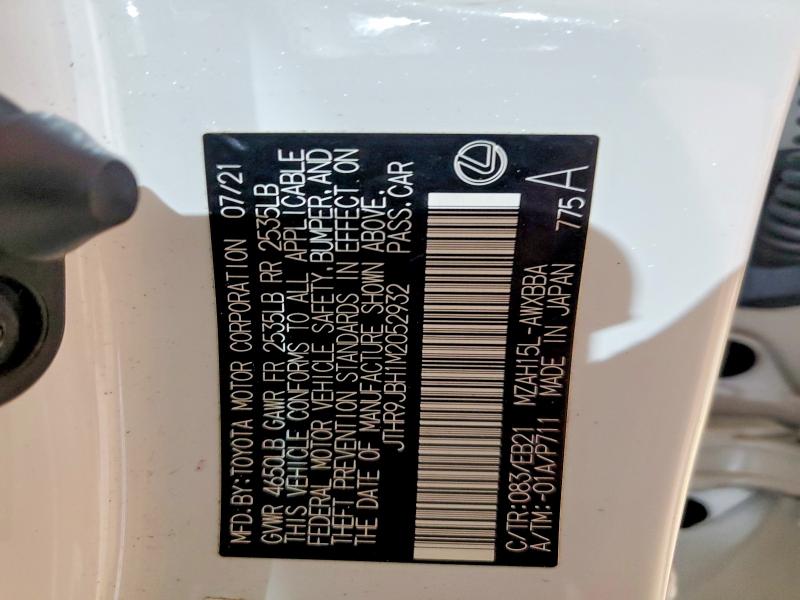 MFD.BY:TOYOTA MOTOR CORPORATION 07/21
GVWR 4650LB GAWR FR 2535LB RR 2535LB
THIS VEHICLE CONFORMS TO ALL APPLICABLE
FEDERAL MOTOR VEHICLE SAFETY, BUMPER, AND
THEFT PREVENTION STANDARDS IN EFFECT ON
THE DATE OF MANUFACTURE SHOWN ABOVE.
JTHR9JBH1M2052932 PASS.CAR
C/TR:083/EB21 MZAH15L-AWXBBA
A/TM:-01A/P711 MADE IN JAPAN 775A